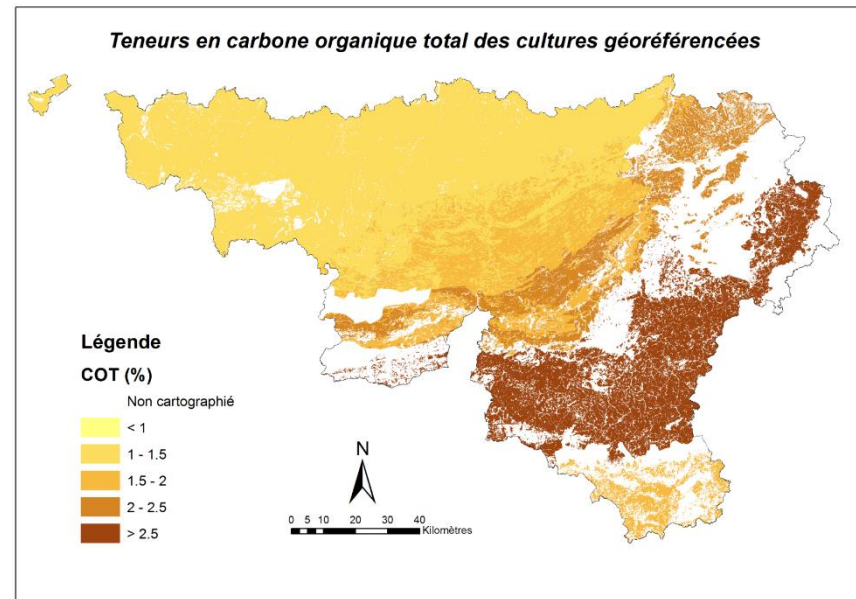 Teneurs en carbone organique total des cultures géoréférencées
Légende
COT (%)
Non cartographié
< 1
1 - 1.5
1.5 - 2
2 - 2.5
> 2.5
N
0 5 10 20 30 40
Kilomètres